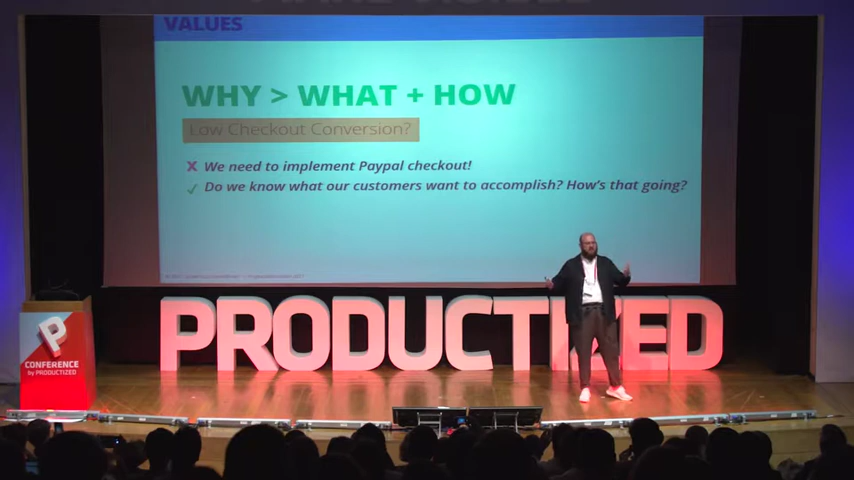 VALUES
WHY > WHAT + HOW
Low Checkout Conversion?
✗ We need to implement Paypal checkout!
✓ Do we know what our customers want to accomplish? How's that going?
P
CONFERENCE
by PRODUCTIZED
PRODUCTIZED